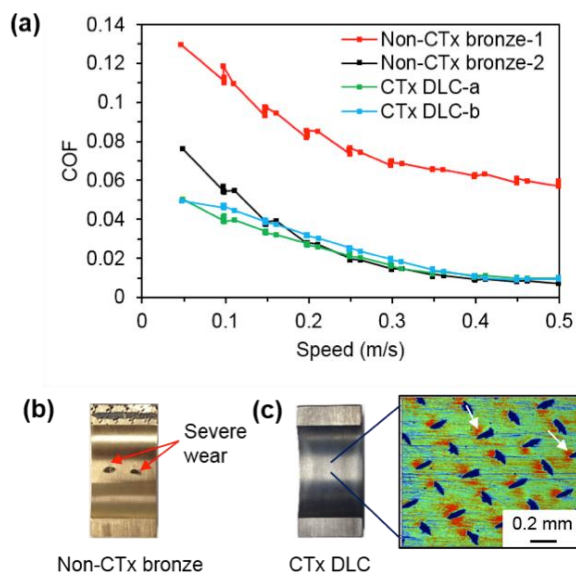 (a)
0.14
0.12
0.1
0.08
0.06
0.04
0.02
0
COF
Non-CTx bronze-1
Non-CTx bronze-2
CTx DLC-a
CTx DLC-b
0 0.1 0.2 0.3 0.4 0.5
Speed (m/s)
(b)
Severe
wear
Non-CTx bronze
(c)
CTx DLC
0.2 mm